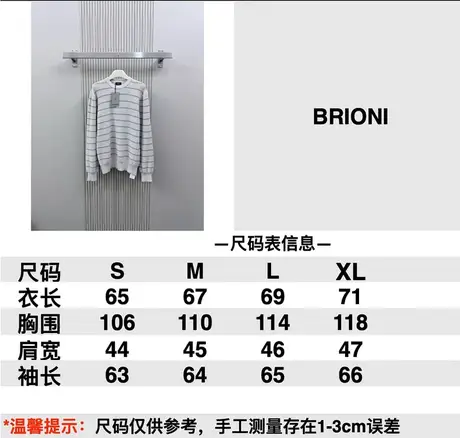 BRIONI
—尺码表信息—
尺码 S M L XL
衣长 65 67 69 71
胸围 106 110 114 118
肩宽 44 45 46 47
袖长 63 64 65 66
*温馨提示：尺码仅供参考，手工测量存在1-3cm误差